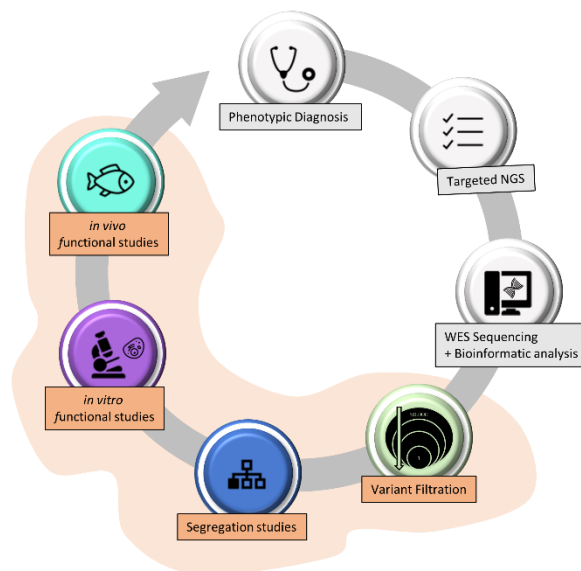 Phenotypic Diagnosis
Targeted NGS
WES Sequencing
+ Bioinformatic analysis
Variant Filtration
Segregation studies
in vitro
functional studies
in vivo
functional studies